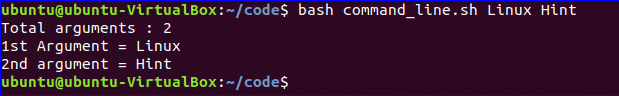 ubuntu@ubuntu-VirtualBox:~/code$ bash command_line.sh Linux Hint
Total arguments : 2
1st Argument = Linux
2nd argument = Hint
ubuntu@ubuntu-VirtualBox:~/code$